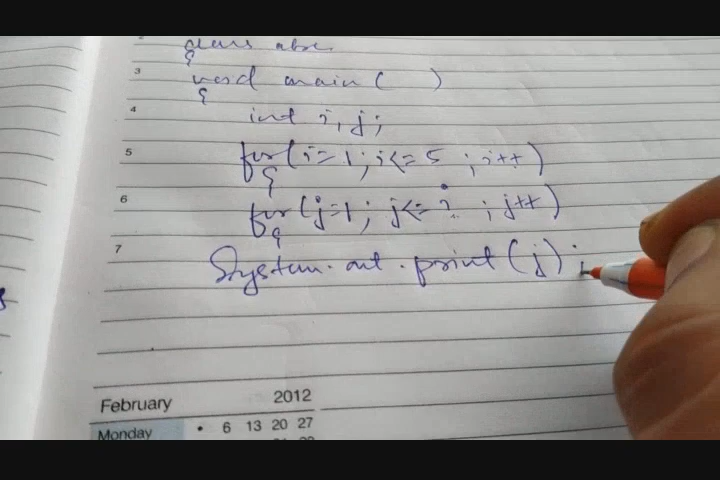 2
class abc
{
3
void main( )
{
4
int i, j;
5
for(i=1; i<=5 ; i++)
{
6
for(j=1; j<=i ; j++)
{
7
System.out.print(j);
February 2012
Monday • 6 13 20 27